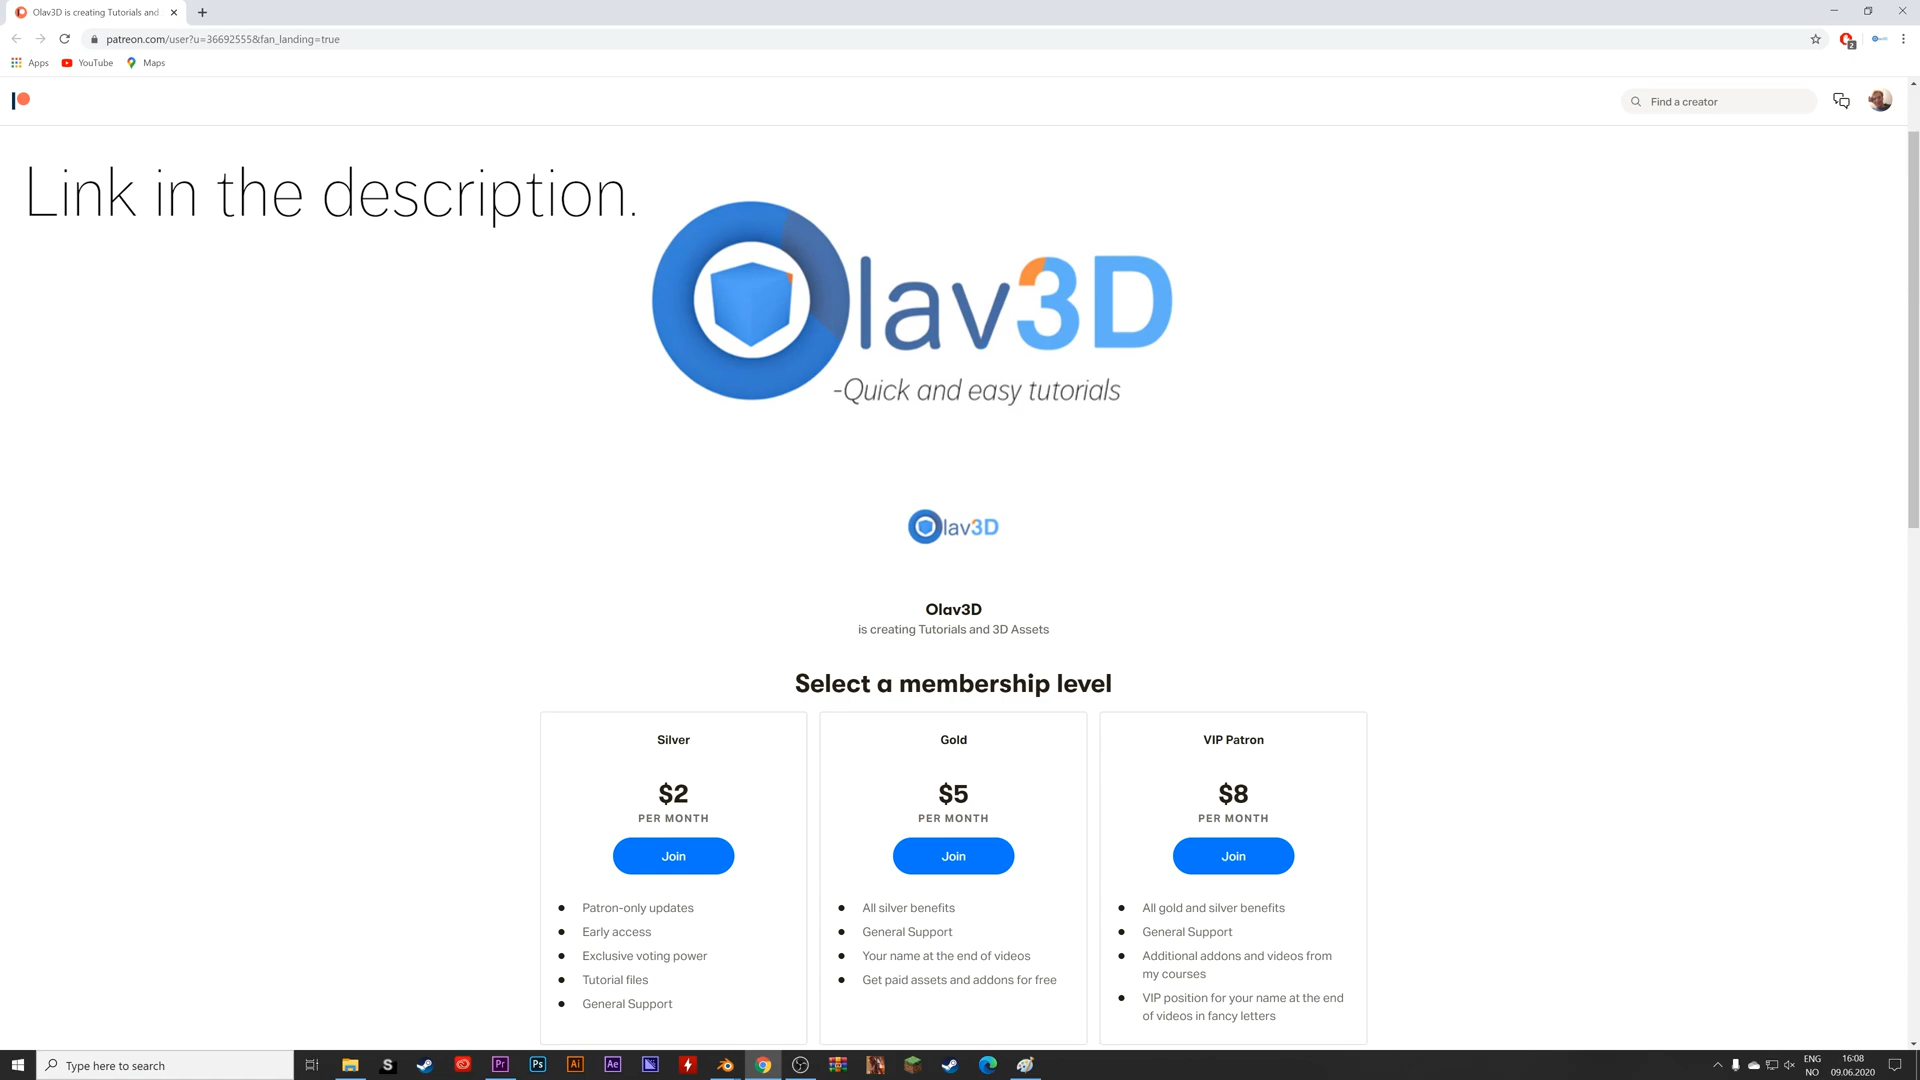 Olav3D is creating Tutorials and
patreon.com/user?u=36692555&fan_landing=true
2
Apps
YouTube
Maps
Find a creator
Link in the description.
Olav3D
-Quick and easy tutorials
Olav3D
Olav3D
is creating Tutorials and 3D Assets
Select a membership level
Silver
$2
PER MONTH
Join
Patron-only updates
Early access
Exclusive voting power
Tutorial files
General Support
Gold
$5
PER MONTH
Join
All silver benefits
General Support
Your name at the end of videos
Get paid assets and addons for free
VIP Patron
$8
PER MONTH
Join
All gold and silver benefits
General Support
Additional addons and videos from
my courses
VIP position for your name at the end
of videos in fancy letters
Type here to search
S
Pr
Ps
Ai
Ae
ENG
NO
16:08
09.06.2020